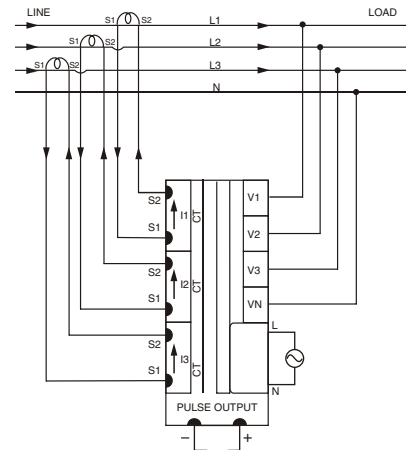 LINE
LOAD
S1 S2
L1
S1 S2
L2
S1 S2
L3
N
S2
I1
CT
V1
S1
V2
S2
I2
CT
V3
S1
VN
S2
L
I3
CT
S1
N
PULSE OUTPUT
− +